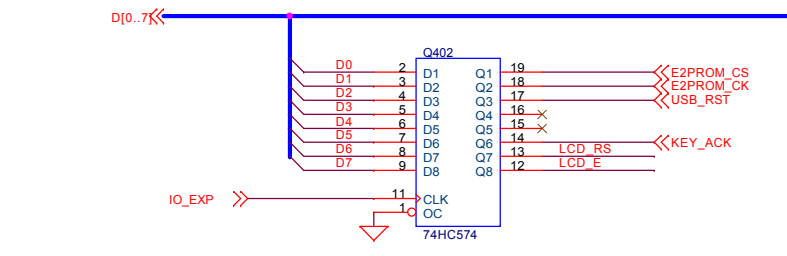 D[0..7]
Q402
D0 2 D1 Q1 19 E2PROM_CS
D1 3 D2 Q2 18 E2PROM_CK
D2 4 D3 Q3 17 USB_RST
D3 5 D4 Q4 16
D4 6 D5 Q5 15
D5 7 D6 Q6 14 KEY_ACK
D6 8 D7 Q7 13 LCD_RS
D7 9 D8 Q8 12 LCD_E
IO_EXP 11 CLK
1 OC
74HC574